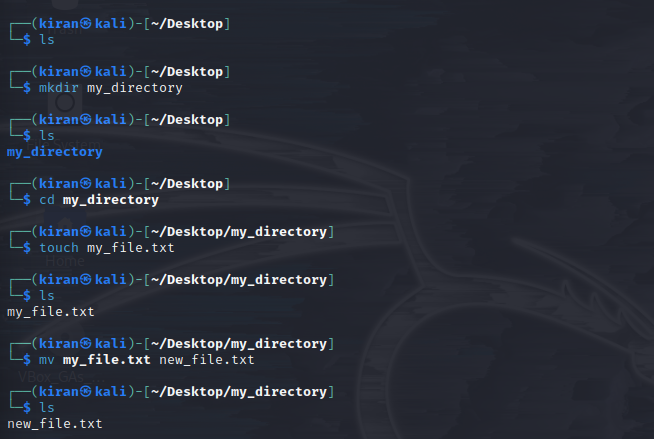 ┌──(kiran㉿kali)-[~/Desktop]
└─$ ls
┌──(kiran㉿kali)-[~/Desktop]
└─$ mkdir my_directory
┌──(kiran㉿kali)-[~/Desktop]
└─$ ls
my_directory
┌──(kiran㉿kali)-[~/Desktop]
└─$ cd my_directory
┌──(kiran㉿kali)-[~/Desktop/my_directory]
└─$ touch my_file.txt
Home
┌──(kiran㉿kali)-[~/Desktop/my_directory]
└─$ ls
my_file.txt
┌──(kiran㉿kali)-[~/Desktop/my_directory]
└─$ mv my_file.txt new_file.txt
┌──(kiran㉿kali)-[~/Desktop/my_directory]
└─$ ls
new_file.txt